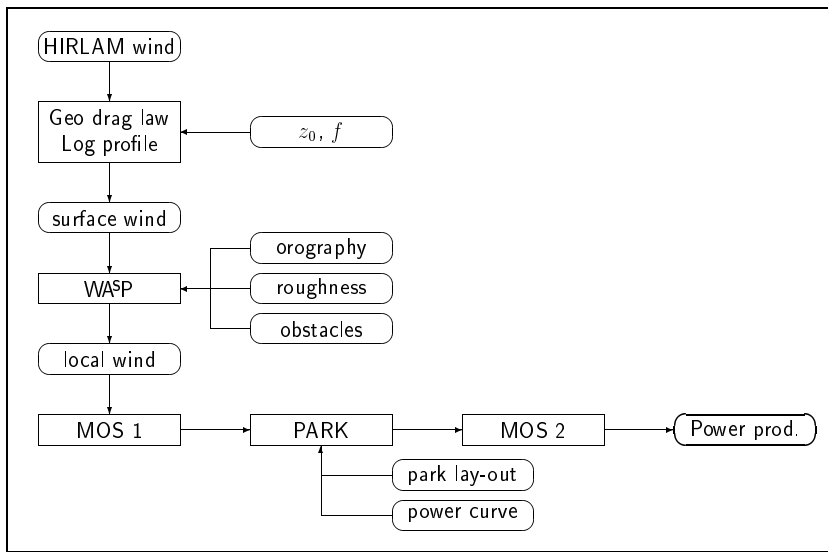 HIRLAM wind
Geo drag law
Log profile
z₀, f
surface wind
orography
WAˢP
roughness
obstacles
local wind
MOS 1
PARK
MOS 2
Power prod.
park lay-out
power curve